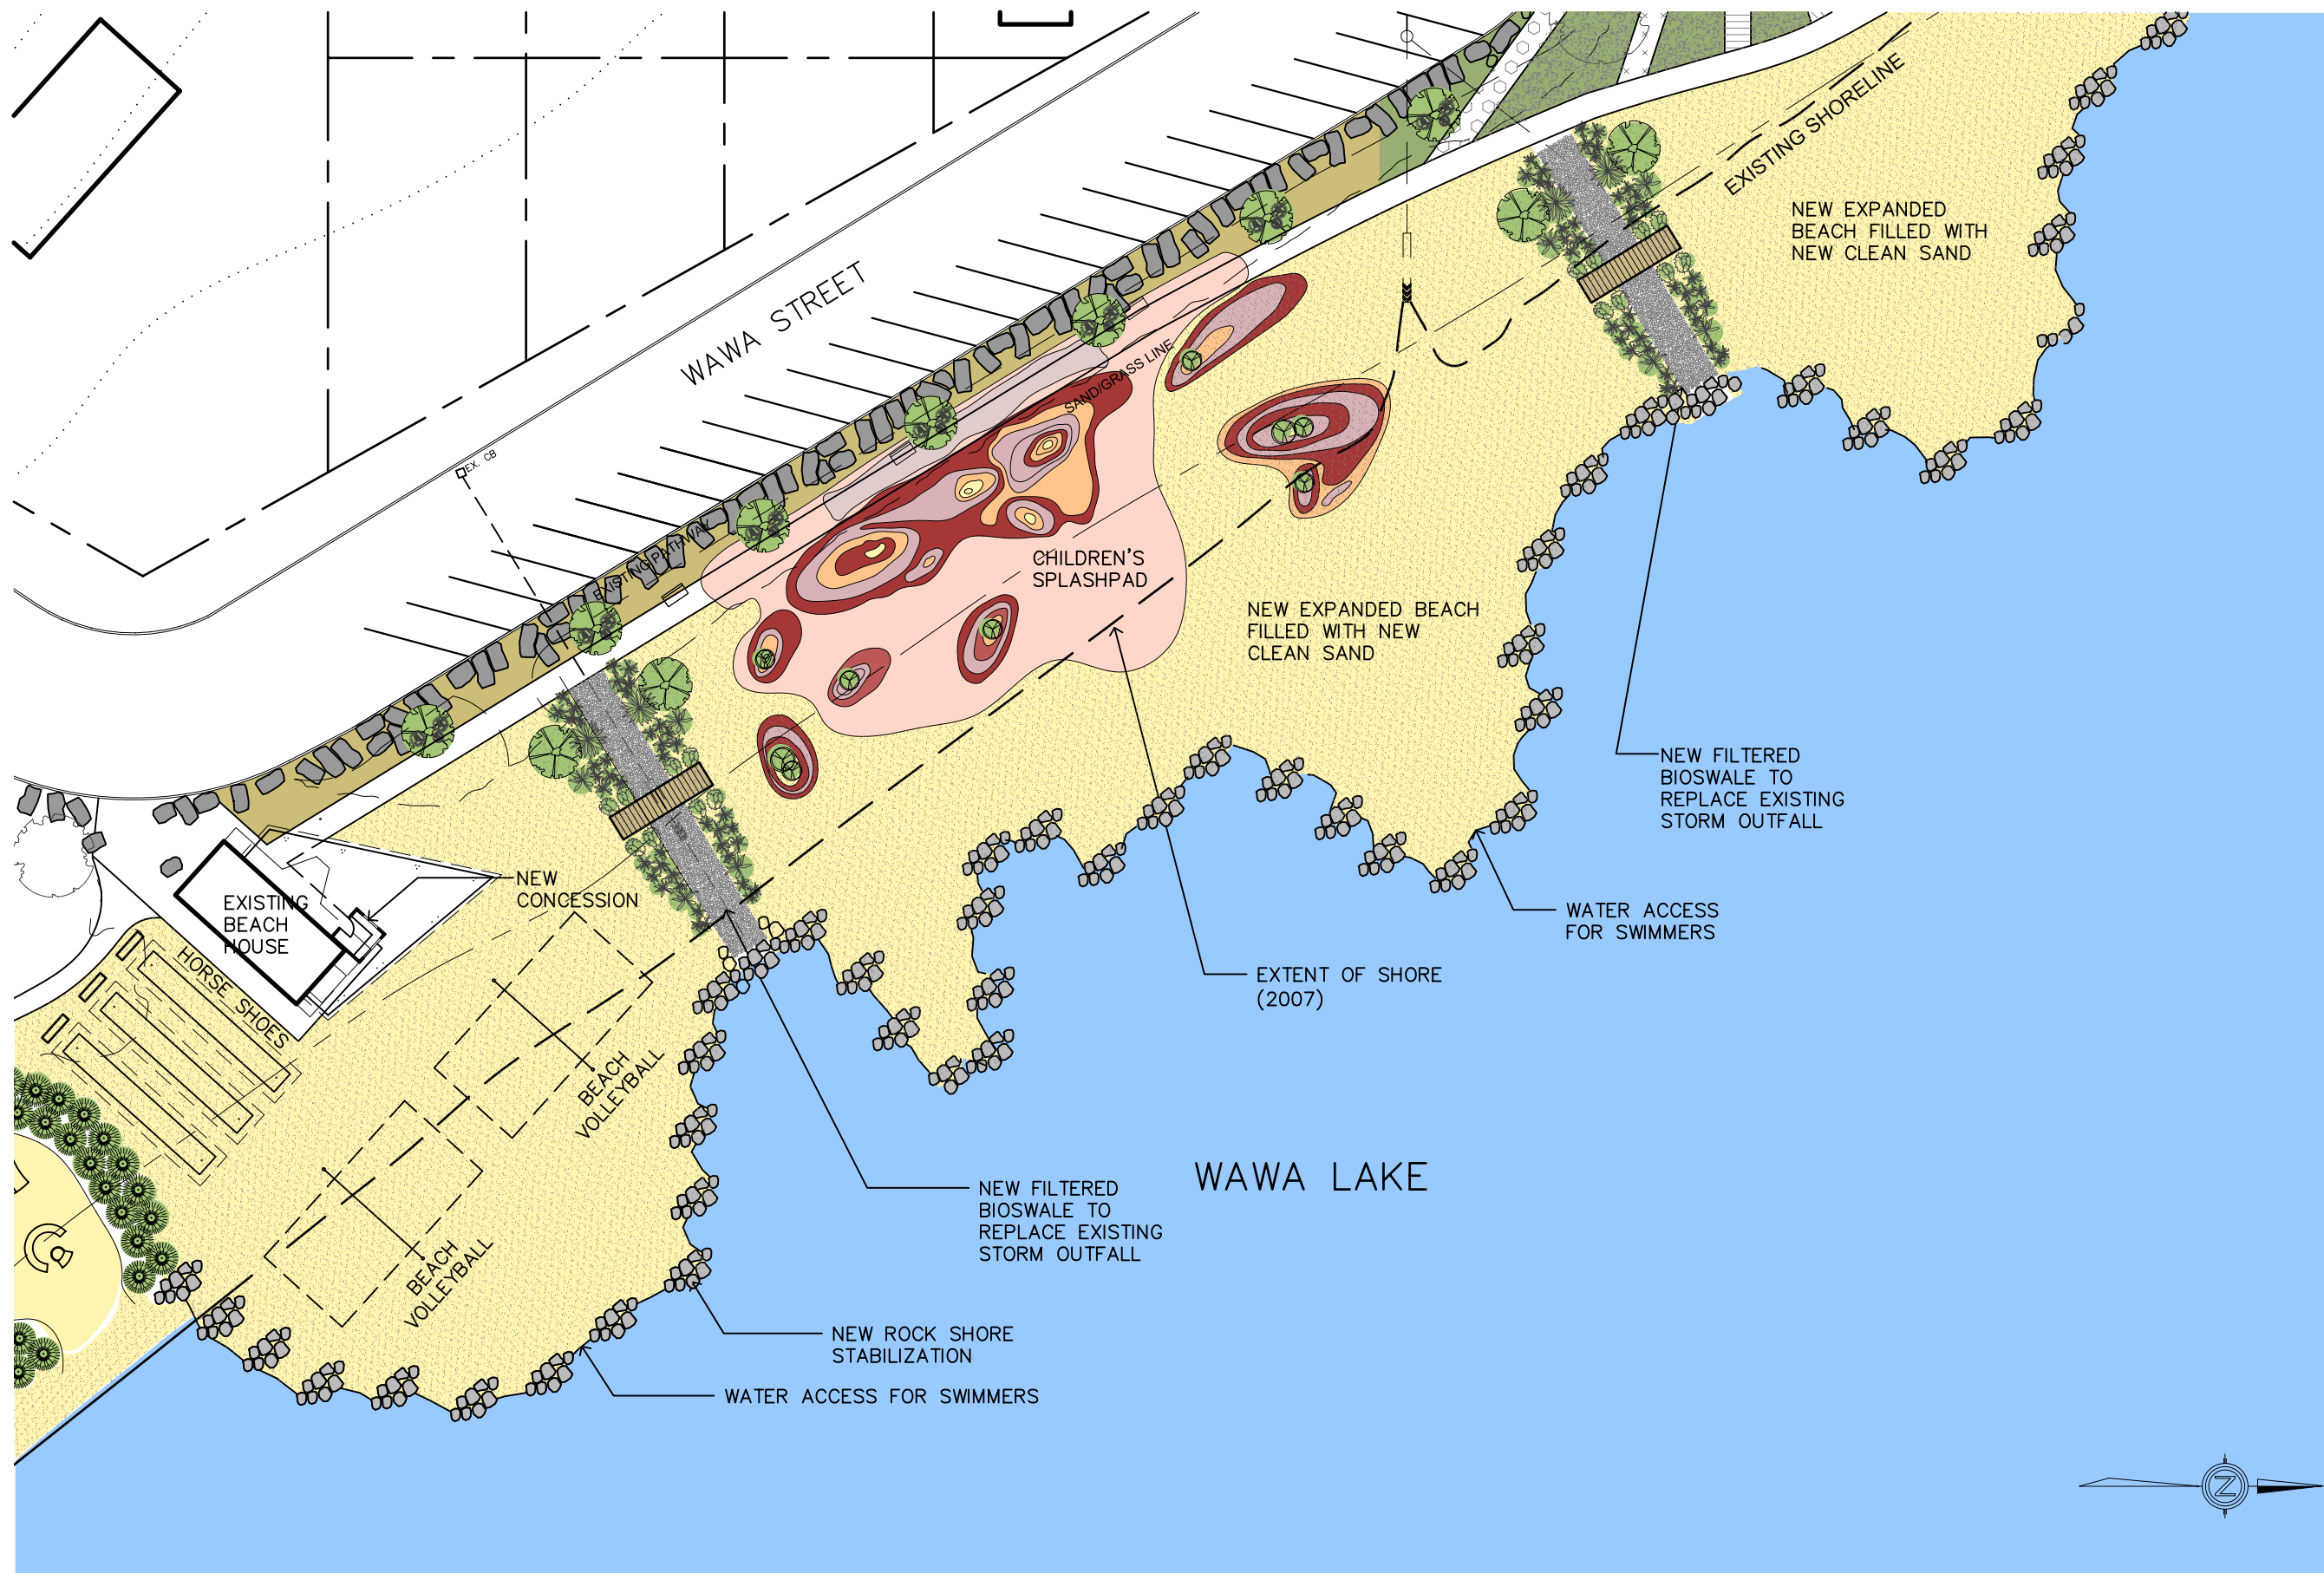 EXISTING SHORELINE
NEW EXPANDED
BEACH FILLED WITH
NEW CLEAN SAND
WAWA STREET
SAND/GRASS LINE
EX. CB
EXISTING PATHWAY
CHILDREN'S
SPLASHPAD
NEW EXPANDED BEACH
FILLED WITH NEW
CLEAN SAND
NEW FILTERED
BIOSWALE TO
REPLACE EXISTING
STORM OUTFALL
NEW
CONCESSION
EXISTING
BEACH
HOUSE
HORSE SHOES
WATER ACCESS
FOR SWIMMERS
EXTENT OF SHORE
(2007)
BEACH
VOLLEYBALL
WAWA LAKE
NEW FILTERED
BIOSWALE TO
REPLACE EXISTING
STORM OUTFALL
BEACH
VOLLEYBALL
NEW ROCK SHORE
STABILIZATION
WATER ACCESS FOR SWIMMERS
Z